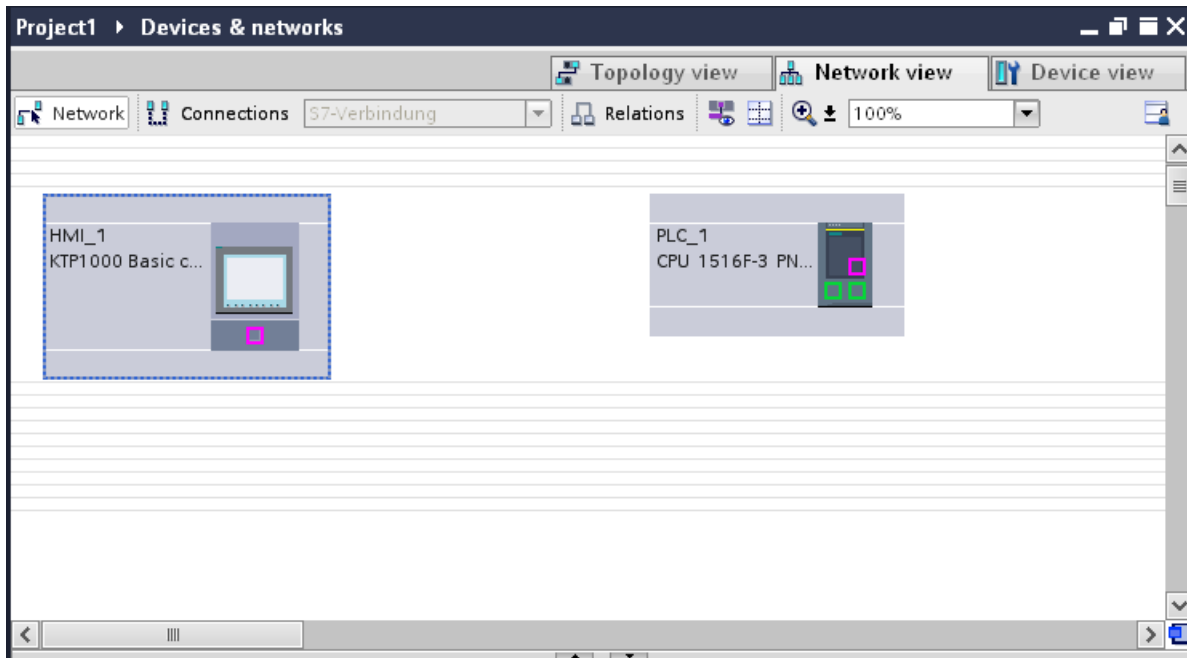 Project1 ▸ Devices & networks
Topology view Network view Device view
Network Connections S7-Verbindung Relations 100%
HMI_1
KTP1000 Basic c...
PLC_1
CPU 1516F-3 PN...